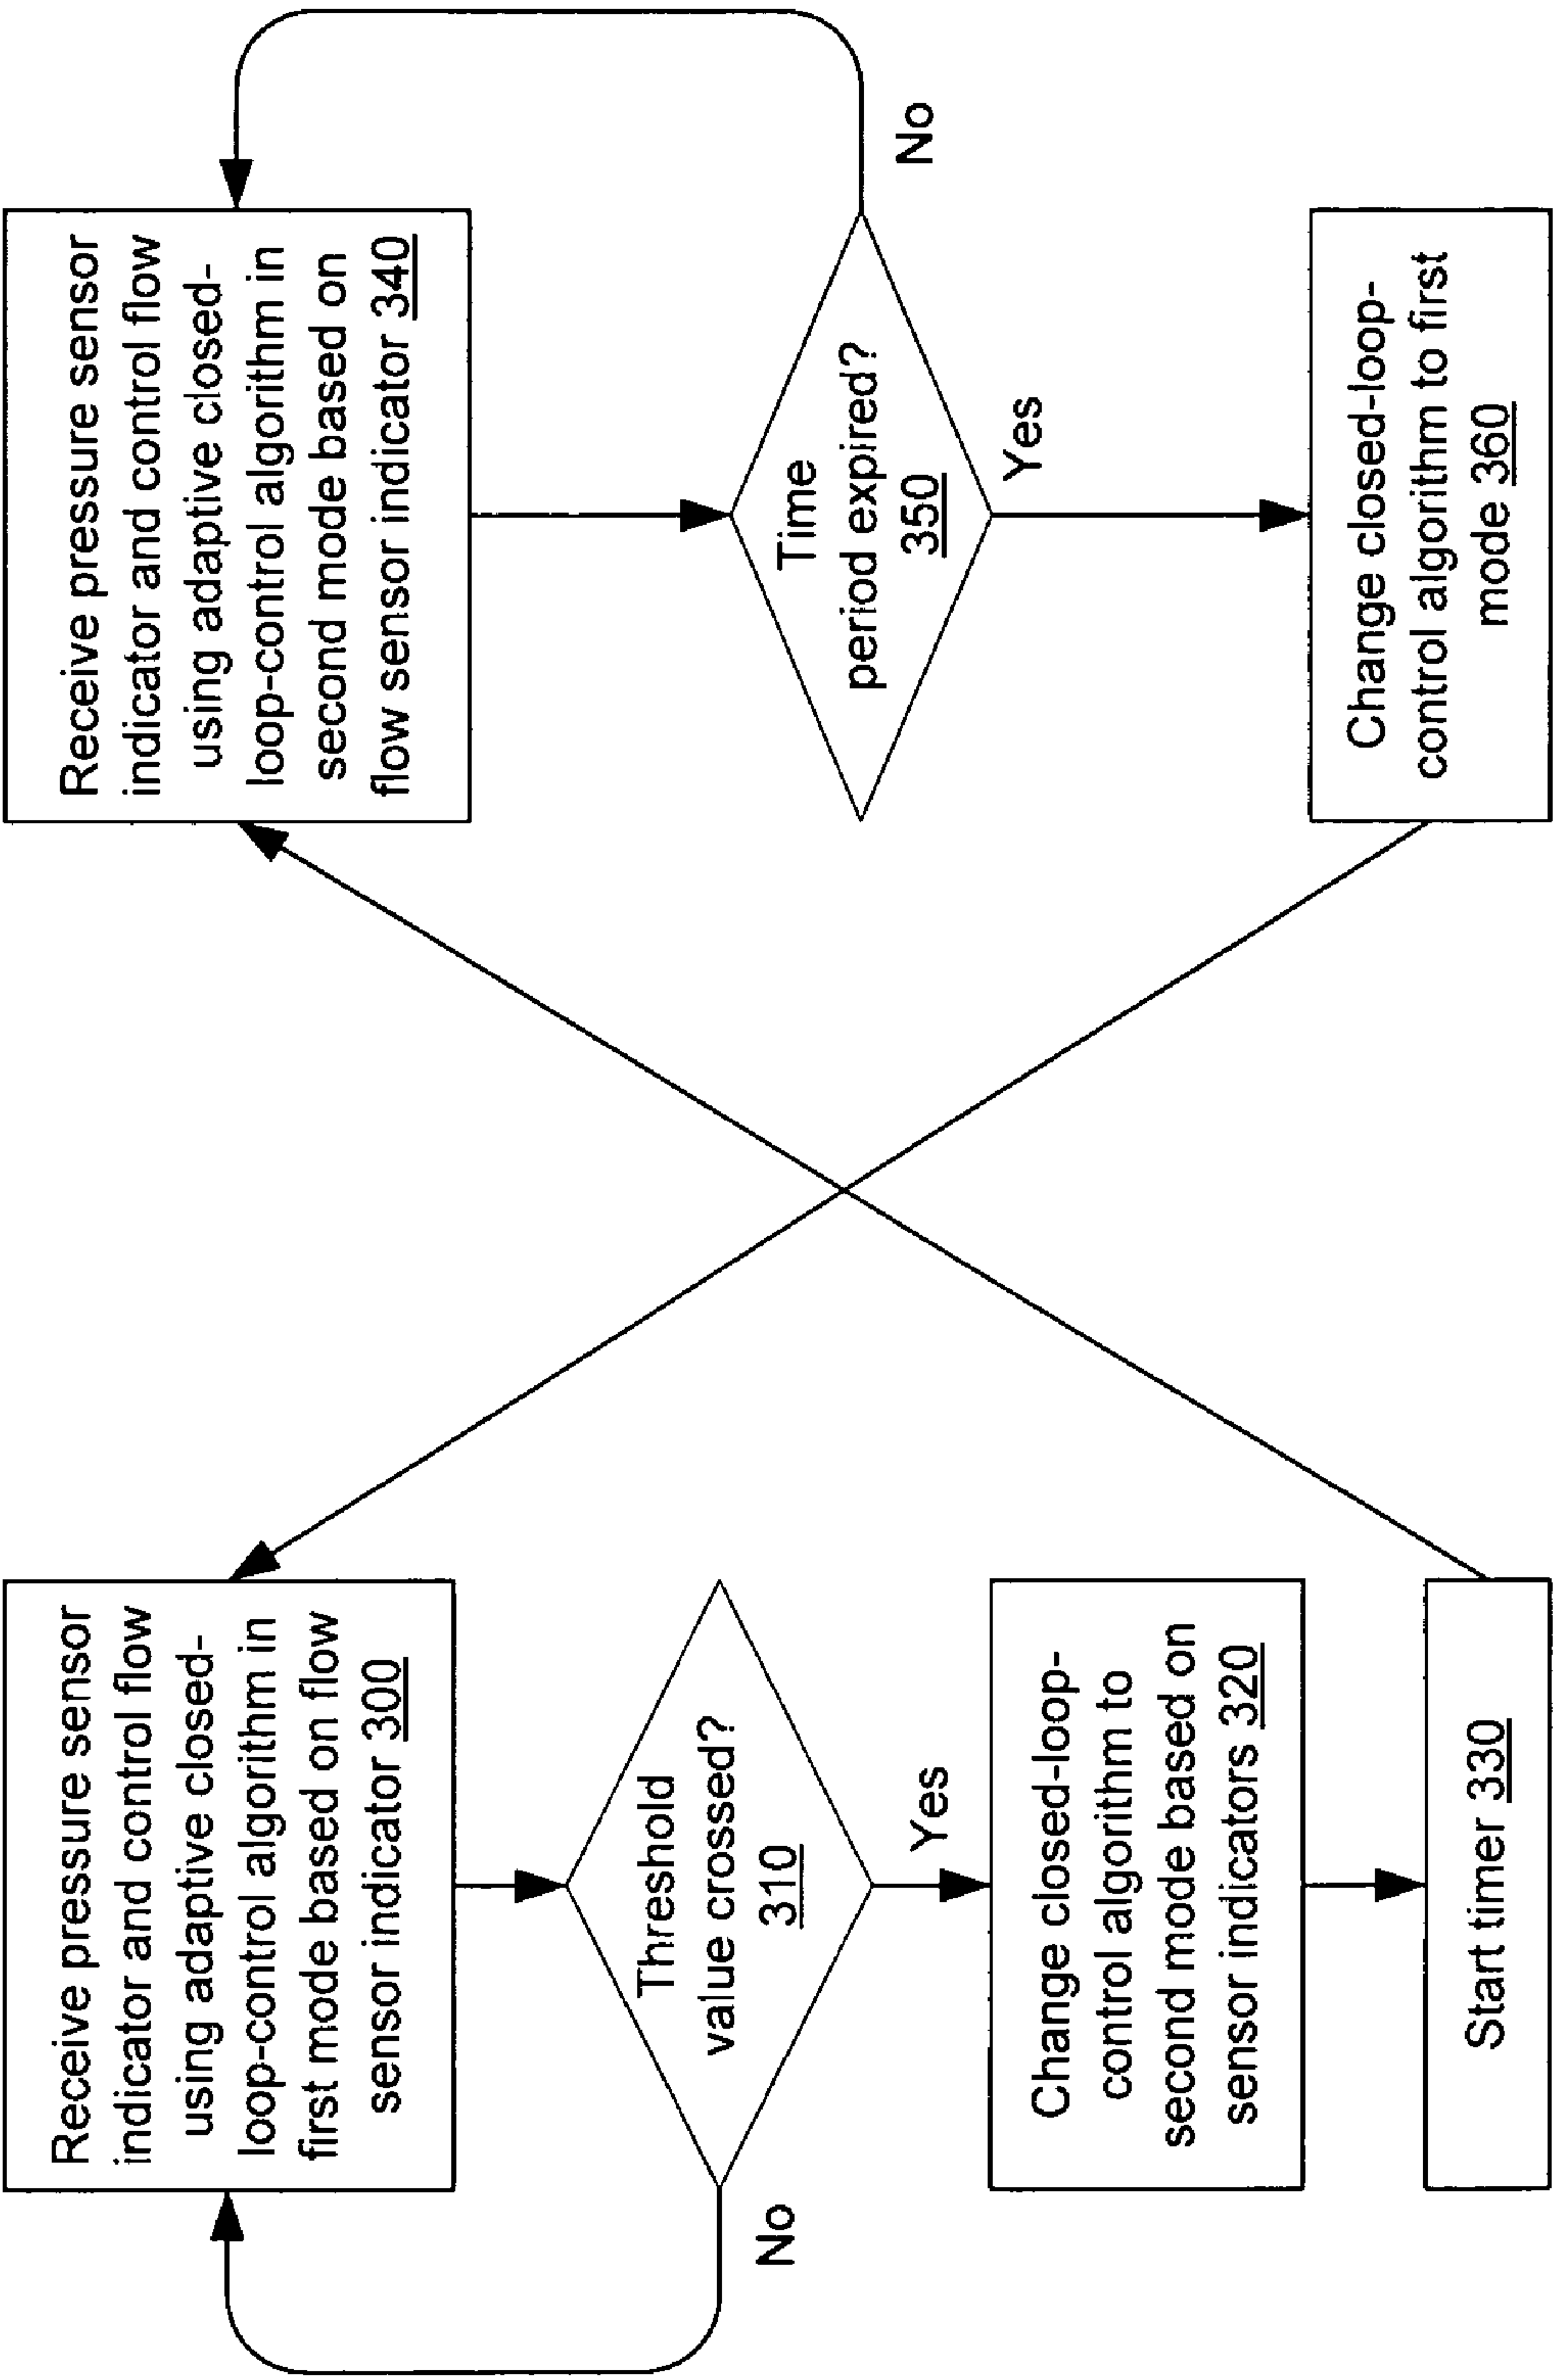 Receive pressure sensor
indicator and control flow
using adaptive closed-
loop-control algorithm in
first mode based on flow
sensor indicator 300
Threshold
value crossed?
310
No
Yes
Change closed-loop-
control algorithm to
second mode based on
sensor indicators 320
Start timer 330
Receive pressure sensor
indicator and control flow
using adaptive closed-
loop-control algorithm in
second mode based on
flow sensor indicator 340
Time
period expired?
350
No
Yes
Change closed-loop-
control algorithm to first
mode 360